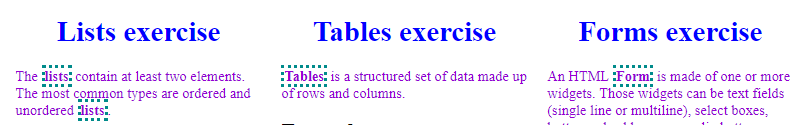 Lists exercise
The lists contain at least two elements.
The most common types are ordered and
unordered lists.
Tables exercise
Tables is a structured set of data made up
of rows and columns.
Forms exercise
An HTML Form is made of one or more
widgets. Those widgets can be text fields
(single line or multiline), select boxes,